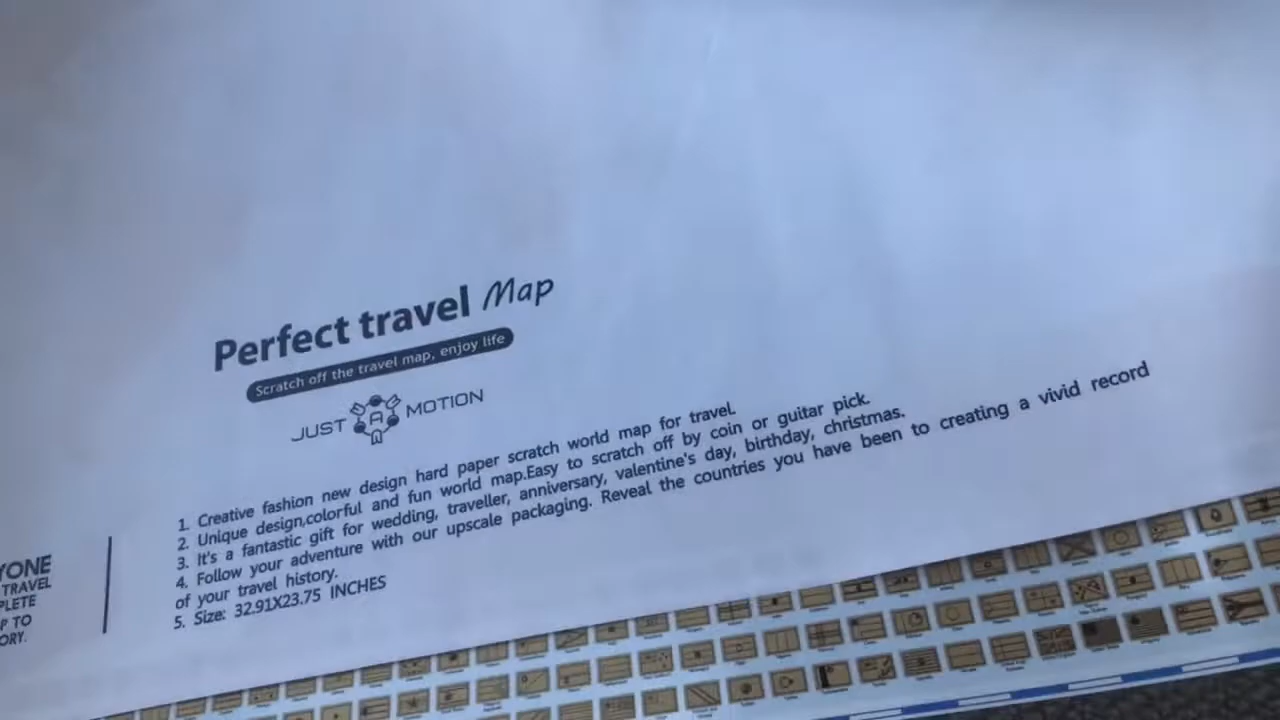 Perfect travel Map
Scratch off the travel map, enjoy life
JUST A MOTION
1. Creative fashion new design hard paper scratch world map for travel.
2. Unique design,colorful and fun world map.Easy to scratch off by coin or guitar pick.
3. It's a fantastic gift for wedding, traveller, anniversary, valentine's day, birthday, christmas.
4. Follow your adventure with our upscale packaging. Reveal the countries you have been to creating a vivid record
of your travel history.
5. Size: 32.91X23.75 INCHES
YONE
TRAVEL
PLETE
P TO
ORY.